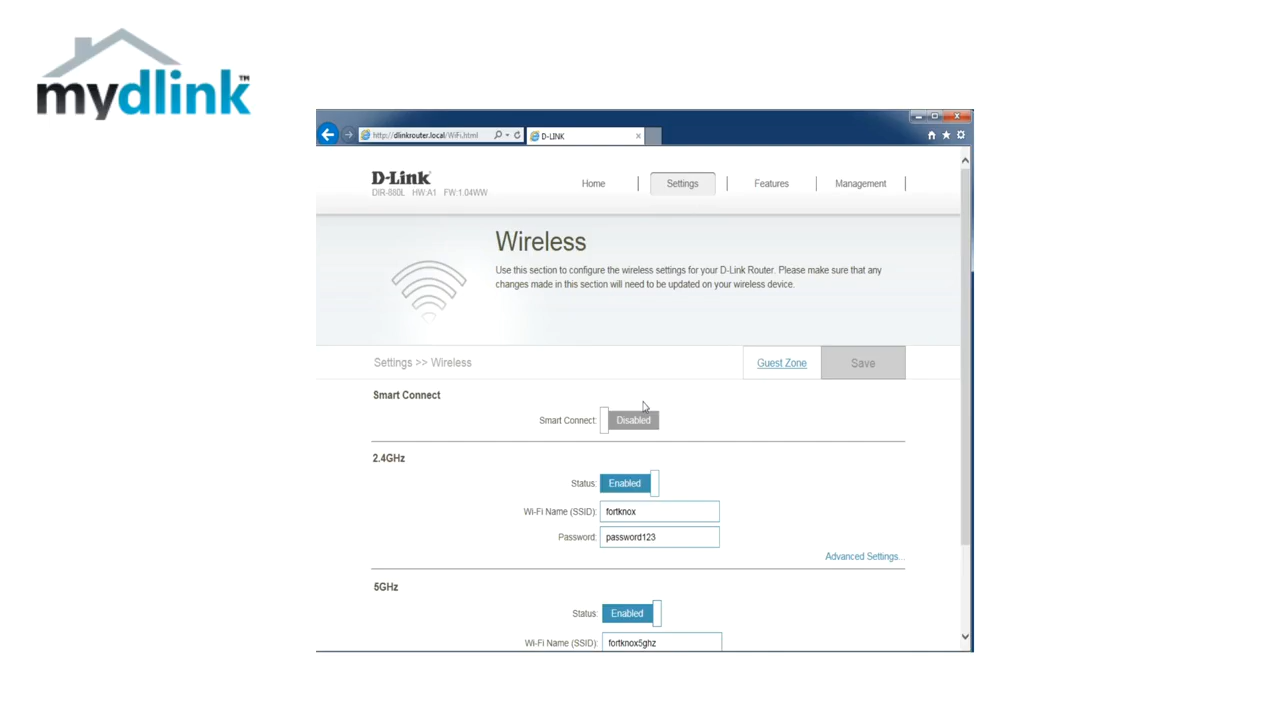 mydlink™
http://dlinkrouter.local/WiFi.html
D-LINK
D-Link
DIR-880L HW:A1 FW:1.04WW
Home
Settings
Features
Management
Wireless
Use this section to configure the wireless settings for your D-Link Router. Please make sure that any
changes made in this section will need to be updated on your wireless device.
Settings >> Wireless
Guest Zone
Save
Smart Connect
Smart Connect: Disabled
2.4GHz
Status: Enabled
Wi-Fi Name (SSID): fortknox
Password: password123
Advanced Settings...
5GHz
Status: Enabled
Wi-Fi Name (SSID): fortknox5ghz